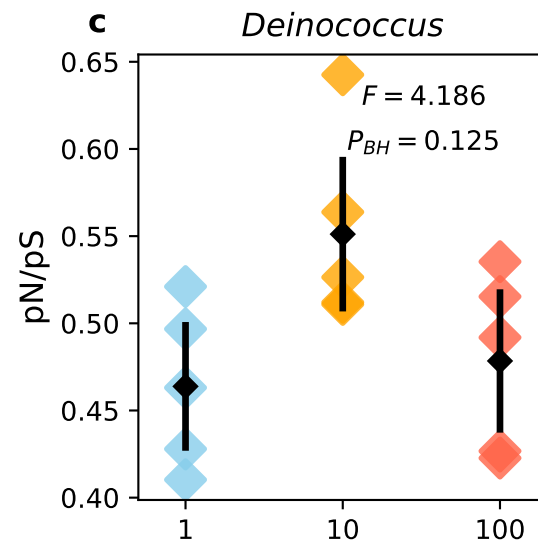 c
Deinococcus
0.65
F = 4.186
0.60
P_BH = 0.125
0.55
pN/pS
0.50
0.45
0.40
1 10 100